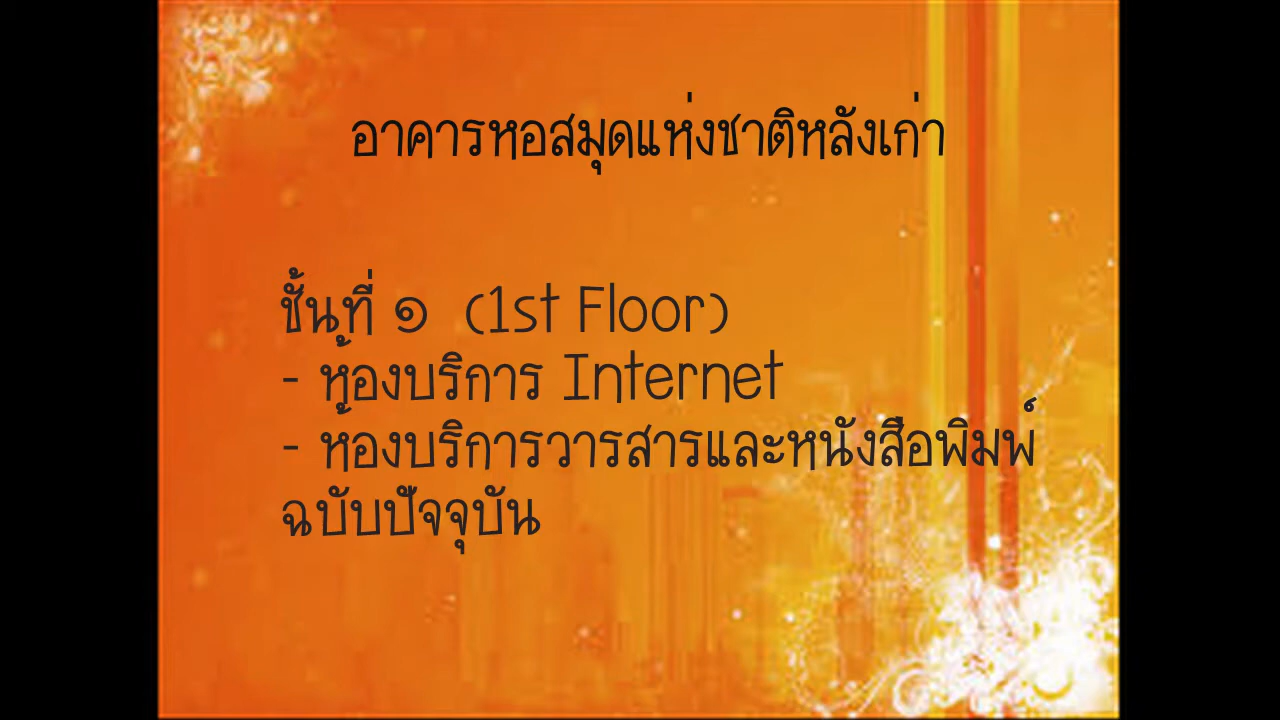 อาคารหอสมุดแห่งชาติหลังเก่า
ชั้นที่ ๑ (1st Floor)
- ห้องบริการ Internet
- ห้องบริการวารสารและหนังสือพิมพ์
ฉบับปัจจุบัน